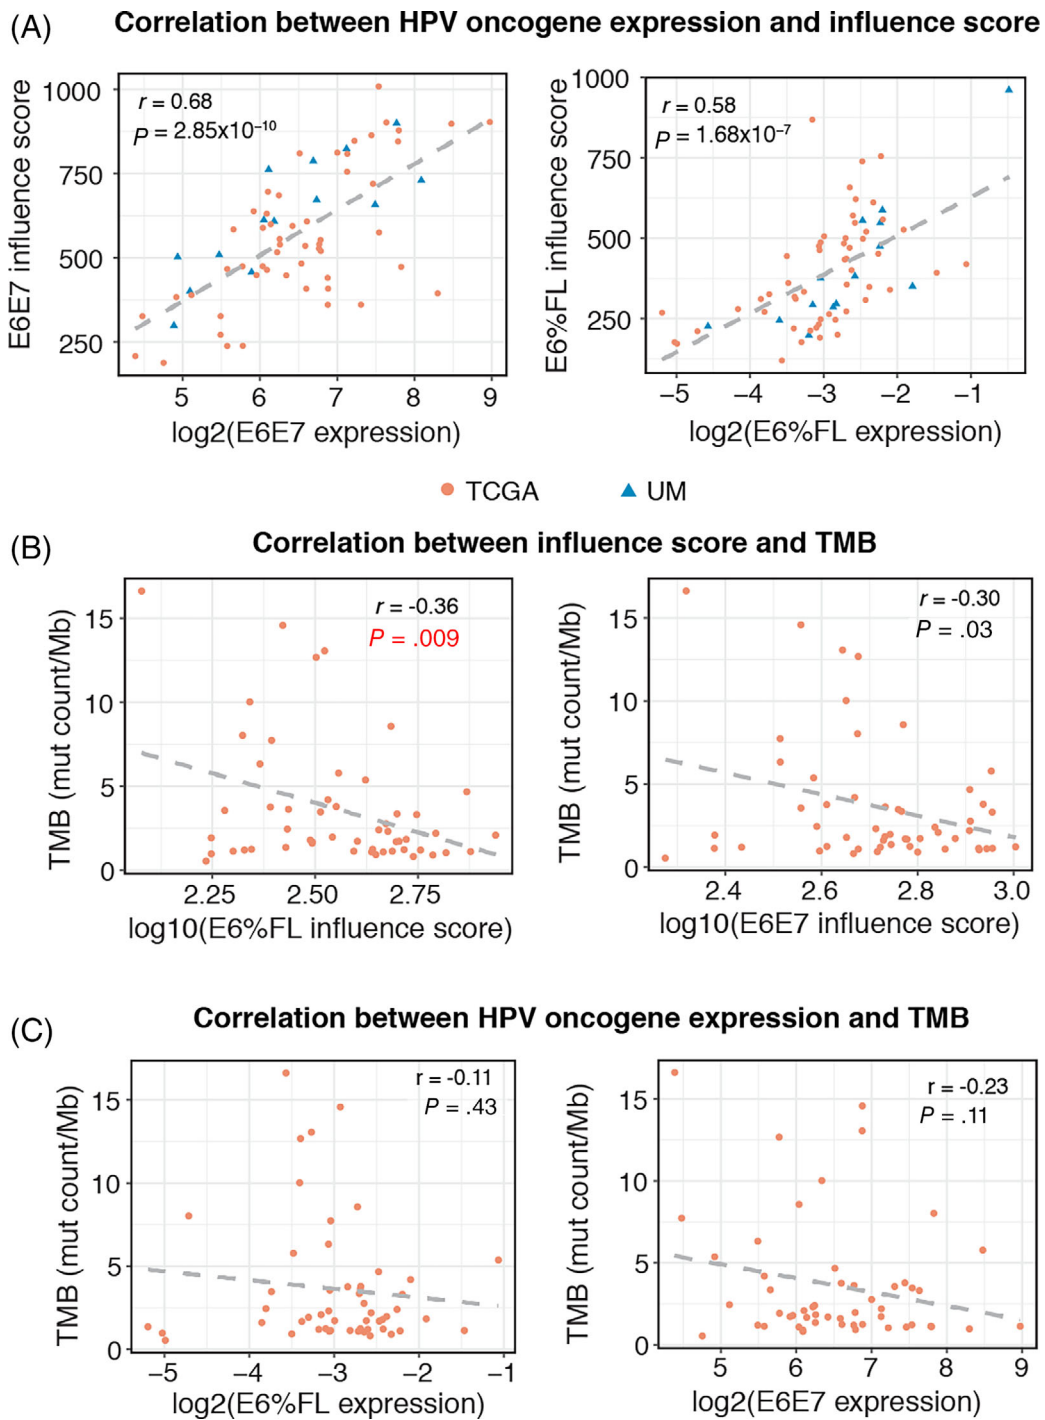 (A) Correlation between HPV oncogene expression and influence score
E6E7 influence score
1000
750
500
250
r = 0.68
P = 2.85x10⁻¹⁰
5 6 7 8 9
log2(E6E7 expression)
E6%FL influence score
1000
750
500
250
r = 0.58
P = 1.68x10⁻⁷
−5 −4 −3 −2 −1
log2(E6%FL expression)
TCGA UM
(B) Correlation between influence score and TMB
TMB (mut count/Mb)
15
10
5
0
r = -0.36
P = .009
2.25 2.50 2.75
log10(E6%FL influence score)
TMB (mut count/Mb)
15
10
5
0
r = -0.30
P = .03
2.4 2.6 2.8 3.0
log10(E6E7 influence score)
(C) Correlation between HPV oncogene expression and TMB
TMB (mut count/Mb)
15
10
5
0
r = -0.11
P = .43
−5 −4 −3 −2 −1
log2(E6%FL expression)
TMB (mut count/Mb)
15
10
5
0
r = -0.23
P = .11
5 6 7 8 9
log2(E6E7 expression)